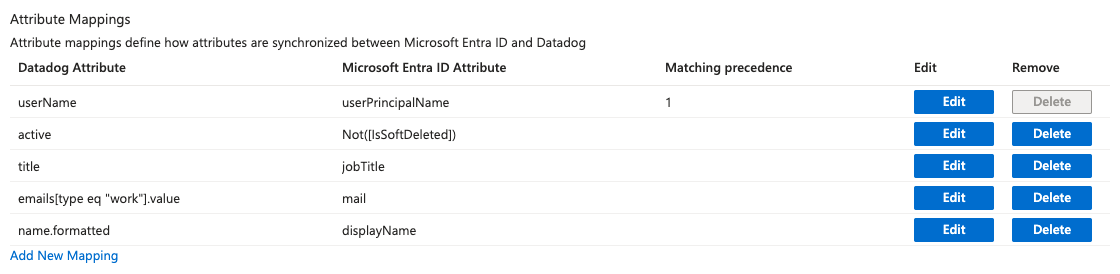 Attribute Mappings
Attribute mappings define how attributes are synchronized between Microsoft Entra ID and Datadog
Datadog Attribute Microsoft Entra ID Attribute Matching precedence Edit Remove
userName userPrincipalName 1 Edit Delete
active Not([IsSoftDeleted]) Edit Delete
title jobTitle Edit Delete
emails[type eq "work"].value mail Edit Delete
name.formatted displayName Edit Delete
Add New Mapping